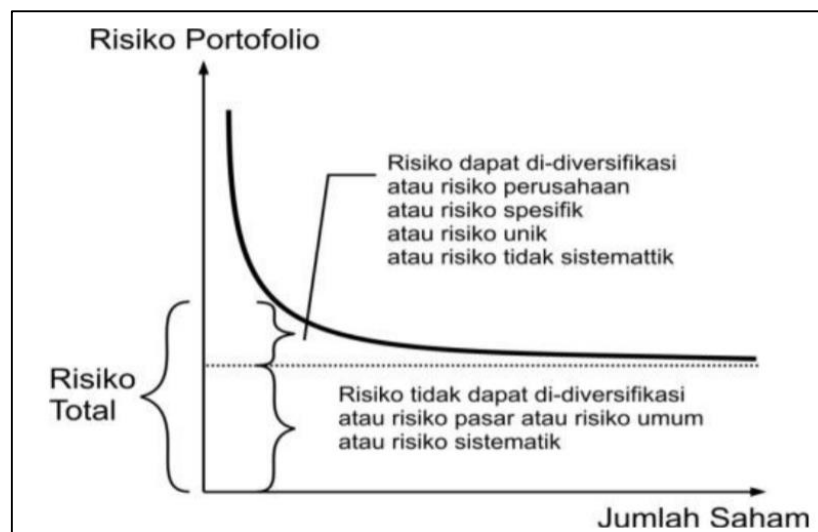 Risiko Portofolio
Risiko dapat di-diversifikasi
atau risiko perusahaan
atau risiko spesifik
atau risiko unik
atau risiko tidak sistemattik
Risiko
Total
Risiko tidak dapat di-diversifikasi
atau risiko pasar atau risiko umum
atau risiko sistematik
Jumlah Saham